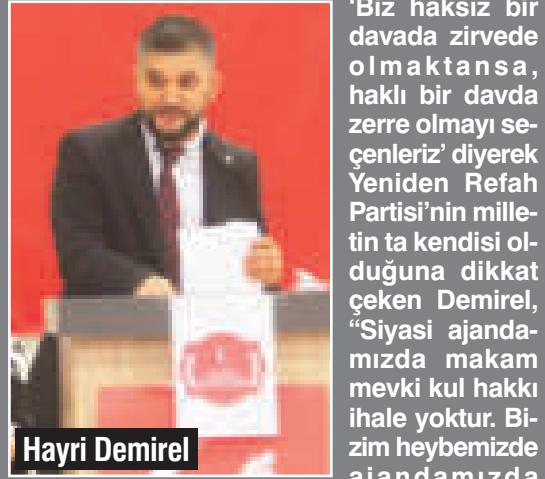 'Biz haksız bir
davada zirvede
olmaktansa,
haklı bir davda
zerre olmayı se-
çenleriz' diyerek
Yeniden Refah
Partisi'nin mille-
tin ta kendisi ol-
duğuna dikkat
çeken Demirel,
“Siyasi ajanda-
mızda makam
mevki kul hakkı
ihale yoktur. Bi-
zim heybemizde
ajandamızda
Hayri Demirel